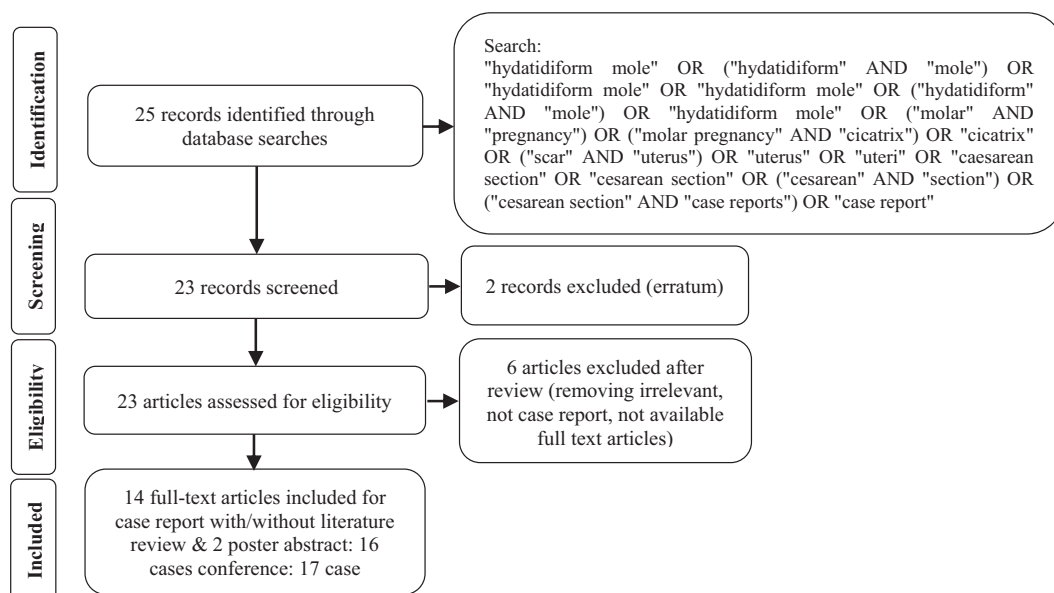 Identification
25 records identified through
database searches
Search:
"hydatidiform mole" OR ("hydatidiform" AND "mole") OR
"hydatidiform mole" OR "hydatidiform mole" OR ("hydatidiform"
AND "mole") OR "hydatidiform mole" OR ("molar" AND
"pregnancy") OR ("molar pregnancy" AND "cicatrix") OR "cicatrix"
OR ("scar" AND "uterus") OR "uterus" OR "uteri" OR "caesarean
section" OR "cesarean section" OR ("cesarean" AND "section") OR
("cesarean section" AND "case reports") OR "case report"
Screening
23 records screened
2 records excluded (erratum)
Eligibility
23 articles assessed for eligibility
6 articles excluded after
review (removing irrelevant,
not case report, not available
full text articles)
Included
14 full-text articles included for
case report with/without literature
review & 2 poster abstract: 16
cases conference: 17 case